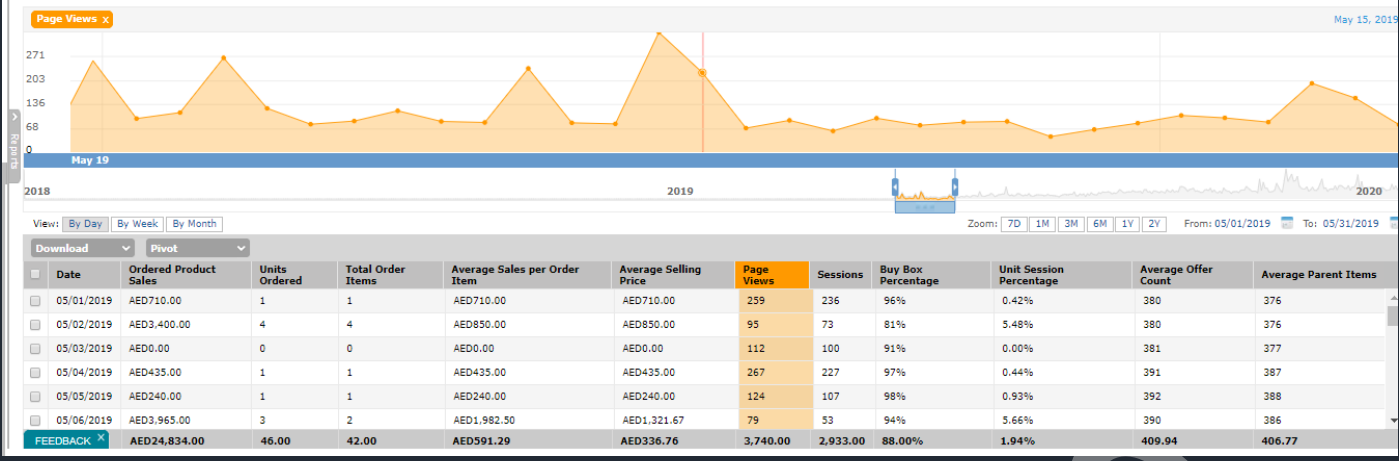 Page Views x
May 15, 2019
271
203
136
68
0
Reports
May 19
2018 2019 2020
View: By Day By Week By Month Zoom: 7D 1M 3M 6M 1Y 2Y From: 05/01/2019 To: 05/31/2019
Download Pivot
Date Ordered Product Sales Units Ordered Total Order Items Average Sales per Order Item Average Selling Price Page Views Sessions Buy Box Percentage Unit Session Percentage Average Offer Count Average Parent Items
05/01/2019 AED710.00 1 1 AED710.00 AED710.00 259 236 96% 0.42% 380 376
05/02/2019 AED3,400.00 4 4 AED850.00 AED850.00 95 73 81% 5.48% 380 376
05/03/2019 AED0.00 0 0 AED0.00 AED0.00 112 100 91% 0.00% 381 377
05/04/2019 AED435.00 1 1 AED435.00 AED435.00 267 227 97% 0.44% 391 387
05/05/2019 AED240.00 1 1 AED240.00 AED240.00 124 107 98% 0.93% 392 388
05/06/2019 AED3,965.00 3 2 AED1,982.50 AED1,321.67 79 53 94% 5.66% 390 386
FEEDBACK X AED24,834.00 46.00 42.00 AED591.29 AED336.76 3,740.00 2,933.00 88.00% 1.94% 409.94 406.77